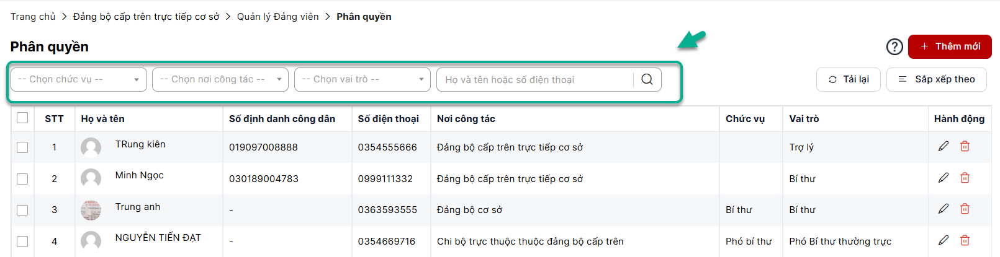 Trang chủ > Đảng bộ cấp trên trực tiếp cơ sở > Quản lý Đảng viên > Phân quyền
Phân quyền
? + Thêm mới
-- Chọn chức vụ -- -- Chọn nơi công tác -- -- Chọn vai trò -- Họ và tên hoặc số điện thoại
Tải lại Sắp xếp theo
STT Họ và tên Số định danh công dân Số điện thoại Nơi công tác Chức vụ Vai trò Hành động
1 TRung kiên 019097008888 0354555666 Đảng bộ cấp trên trực tiếp cơ sở Trợ lý
2 Minh Ngọc 030189004783 0999111332 Đảng bộ cấp trên trực tiếp cơ sở Bí thư
3 Trung anh - 0363593555 Đảng bộ cơ sở Bí thư Bí thư
4 NGUYỄN TIẾN ĐẠT - 0354669716 Chi bộ trực thuộc thuộc đảng bộ cấp trên Phó bí thư Phó Bí thư thường trực